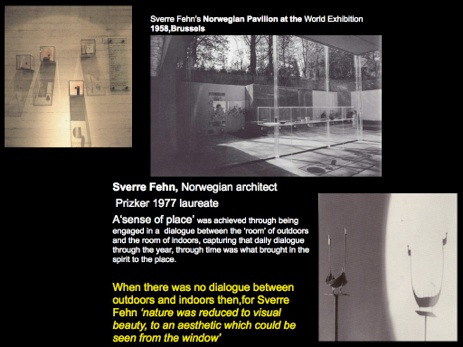 Sverre Fehn's Norwegian Pavilion at the World Exhibition
1958,Brussels
Sverre Fehn, Norwegian architect
Prizker 1977 laureate
A'sense of place' was achieved through being
engaged in a dialogue between the 'room' of outdoors
and the room of indoors, capturing that daily dialogue
through the year, through time was what brought in the
spirit to the place.
When there was no dialogue between
outdoors and indoors then,for Sverre
Fehn 'nature was reduced to visual
beauty, to an aesthetic which could be
seen from the window'